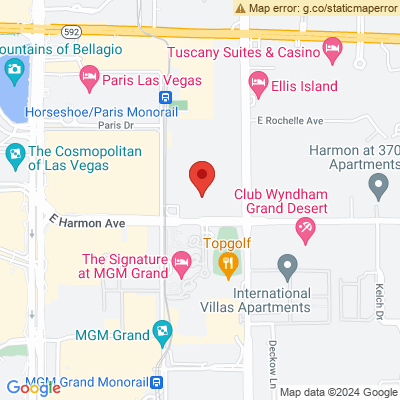 Map error: g.co/staticmaperror
592
Tuscany Suites & Casino
ountains of Bellagio
Paris Las Vegas
Ellis Island
Horseshoe/Paris Monorail
Paris Dr
E Rochelle Ave
The Cosmopolitan
of Las Vegas
Harmon at 370
Apartments
Club Wyndham
Grand Desert
E Harmon Ave
The Signature
at MGM Grand
Topgolf
International
Villas Apartments
Kelch Dr
MGM Grand
Deckow Ln
MGM Grand Monorail
Google
Map data ©2024 Google